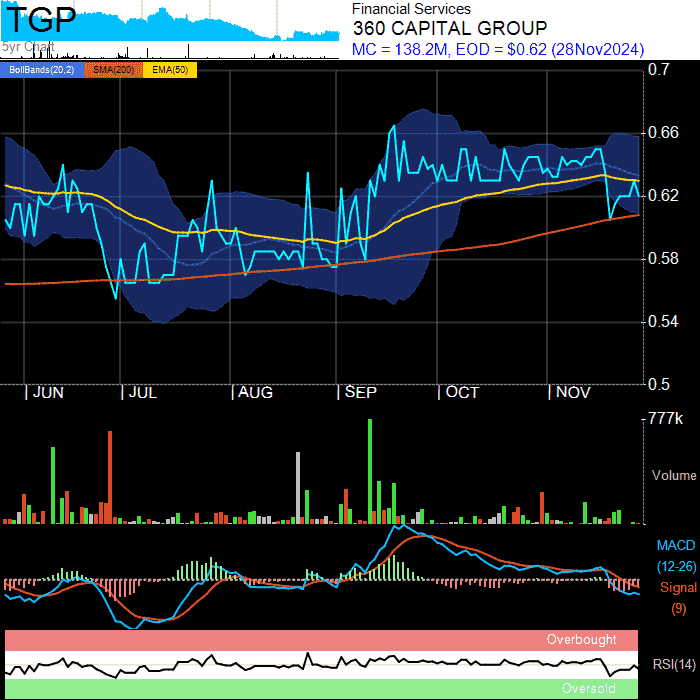 TGP
5yr Chart
Financial Services
360 CAPITAL GROUP
MC = 138.2M, EOD = $0.62 (28Nov2024)
BollBands(20,2) SMA(200) EMA(50)
0.7
0.66
0.62
0.58
0.54
0.5
JUN JUL AUG SEP OCT NOV
777k
Volume
MACD
(12-26)
Signal
(9)
Overbought
RSI(14)
Oversold